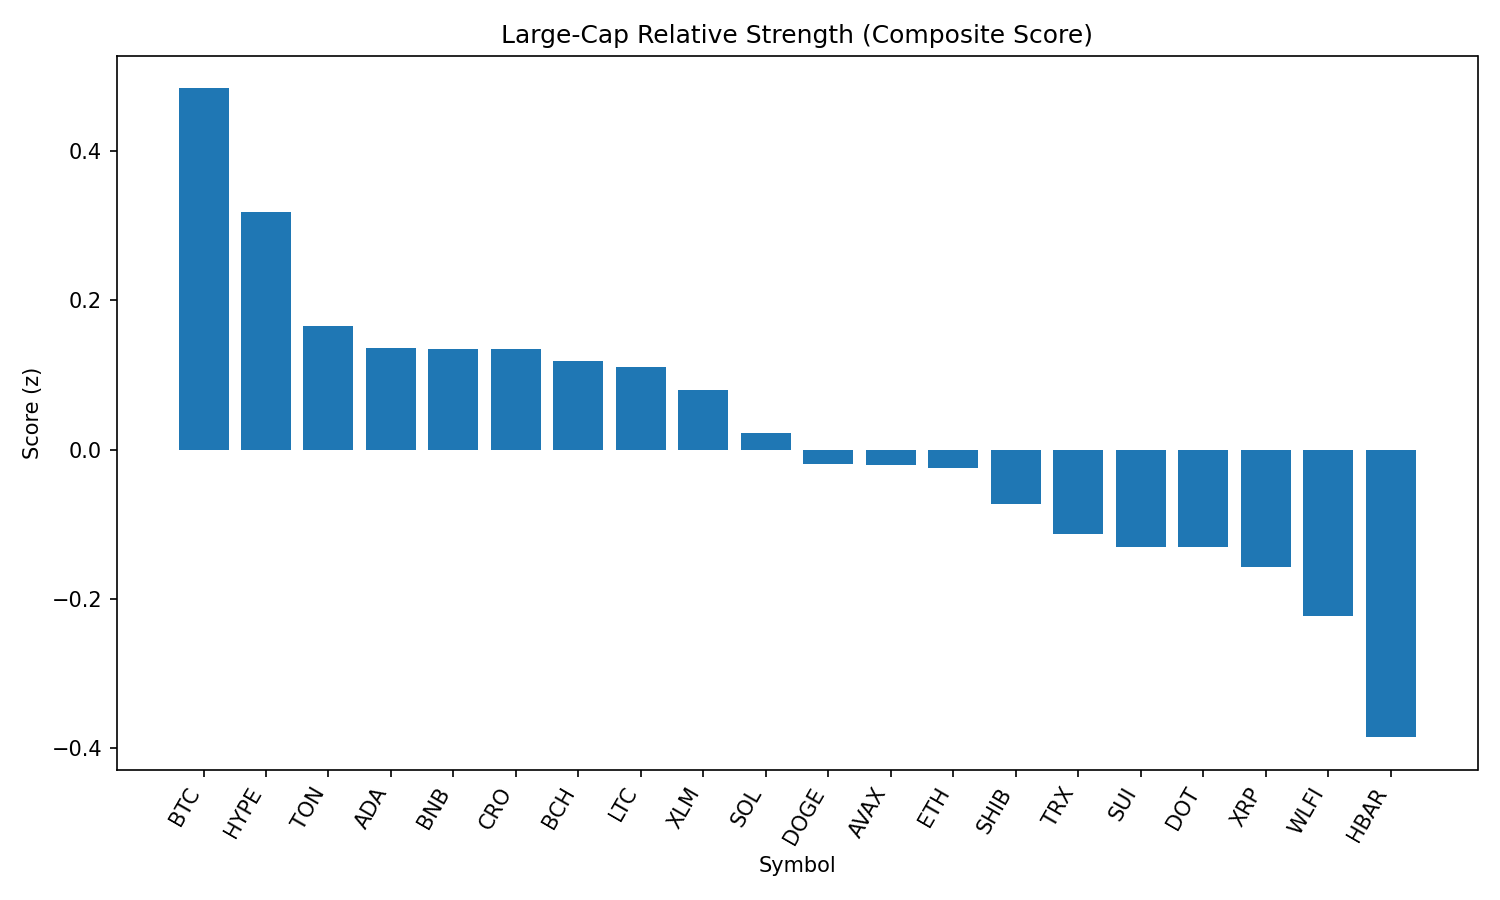 Large-Cap Relative Strength (Composite Score)
Score (z)
0.4
0.2
0.0
−0.2
−0.4
BTC
HYPE
TON
ADA
BNB
CRO
BCH
LTC
XLM
SOL
DOGE
AVAX
ETH
SHIB
TRX
SUI
DOT
XRP
WLFI
HBAR
Symbol